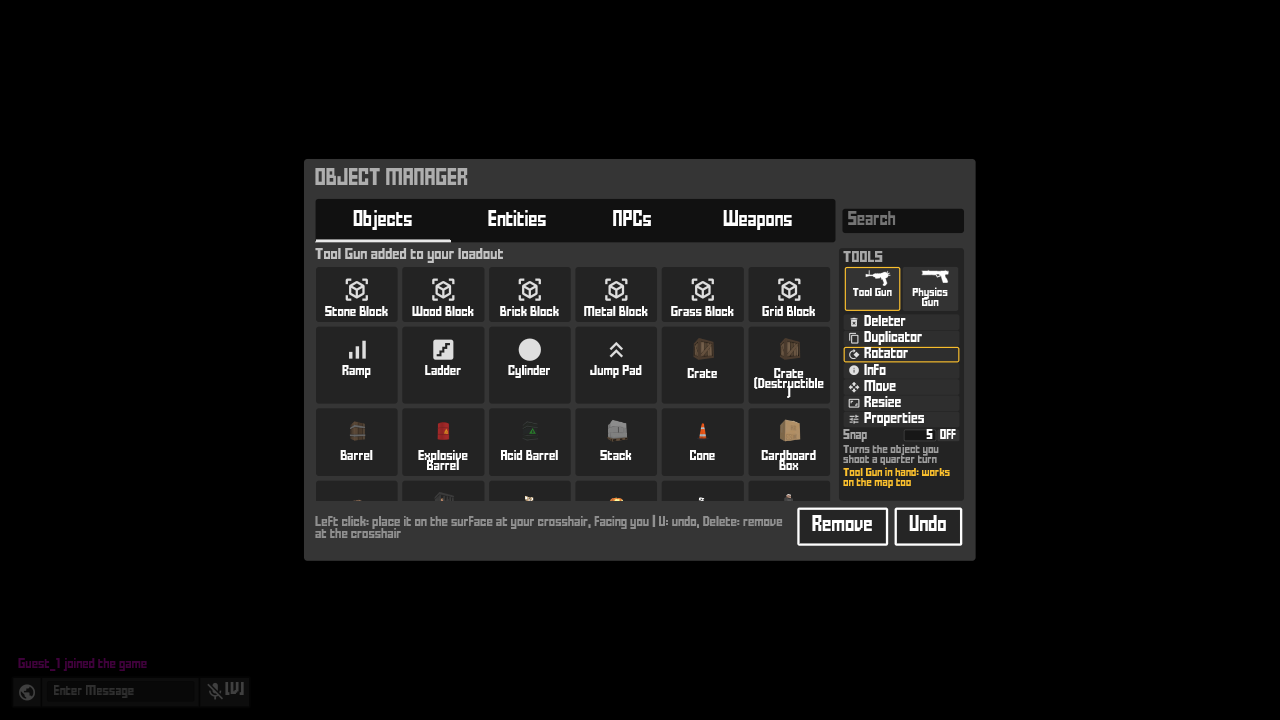 OBJECT MANAGER
Objects Entities NPCs Weapons
Search
Tool Gun added to your loadout
TOOLS
Tool Gun
Physics
Gun
Stone Block Wood Block Brick Block Metal Block Grass Block Grid Block
Deleter
Duplicator
Rotator
Info
Move
Resize
Properties
Ramp Ladder Cylinder Jump Pad Crate
Crate
(Destructible
)
Snap 5 OFF
Turns the object you
shoot a quarter turn
Tool Gun in hand: works
on the map too
Barrel
Explosive
Barrel
Acid Barrel Stack Cone
Cardboard
Box
Left click: place it on the surface at your crosshair, facing you | U: undo, Delete: remove
at the crosshair
Remove Undo
Guest_1 joined the game
Enter Message
[V]